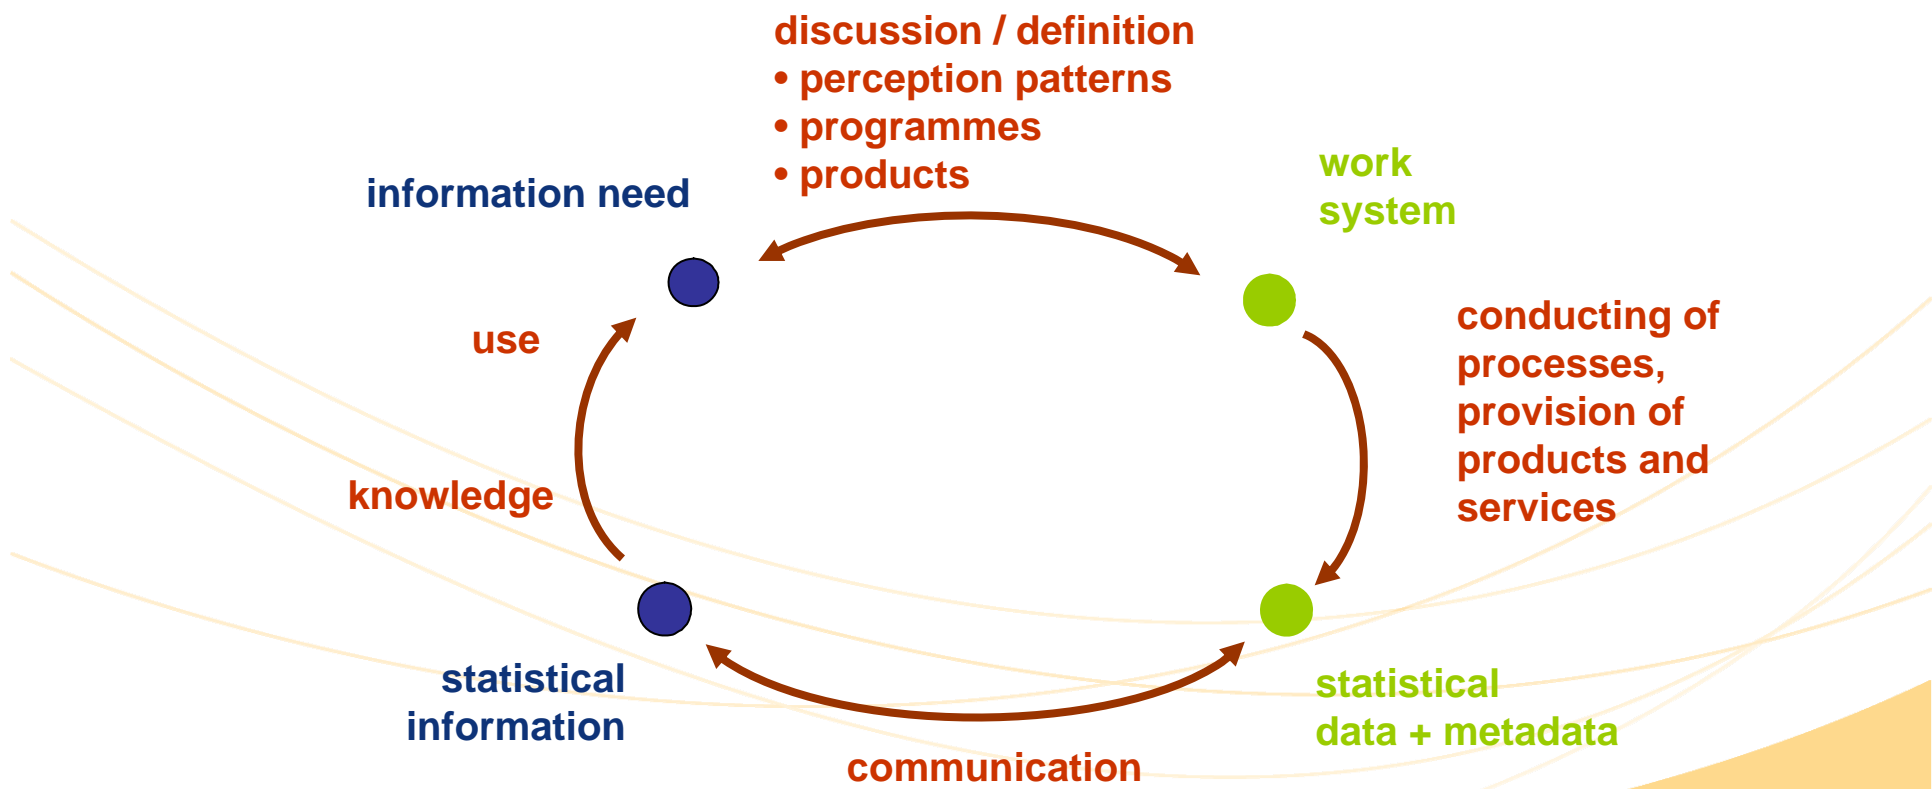 discussion / definition
• perception patterns
• programmes
• products
information need
work
system
use
conducting of
processes,
provision of
products and
services
knowledge
statistical
information
statistical
data + metadata
communication